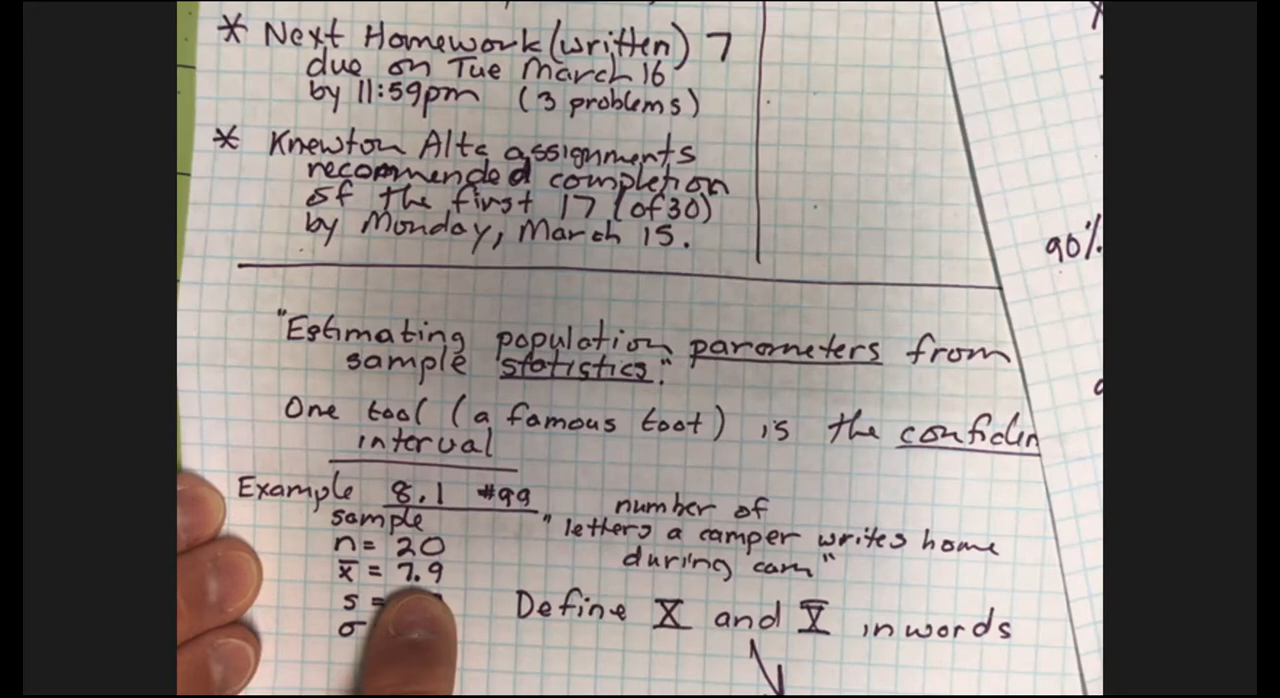 * Next Homework (written) 7
due on Tue March 16
by 11:59pm (3 problems)
* Knewton Alta assignments
recommended completion
of the first 17 (of 30)
by Monday, March 15.
90%
"Estimating population parameters from
sample statistics."
One tool (a famous toot) is the confiden
interval
Example 8.1 #99
sample
n = 20
x̄ = 7.9
s =
σ
number of
"letters a camper writes home
during cam"
Define X and X̄ in words